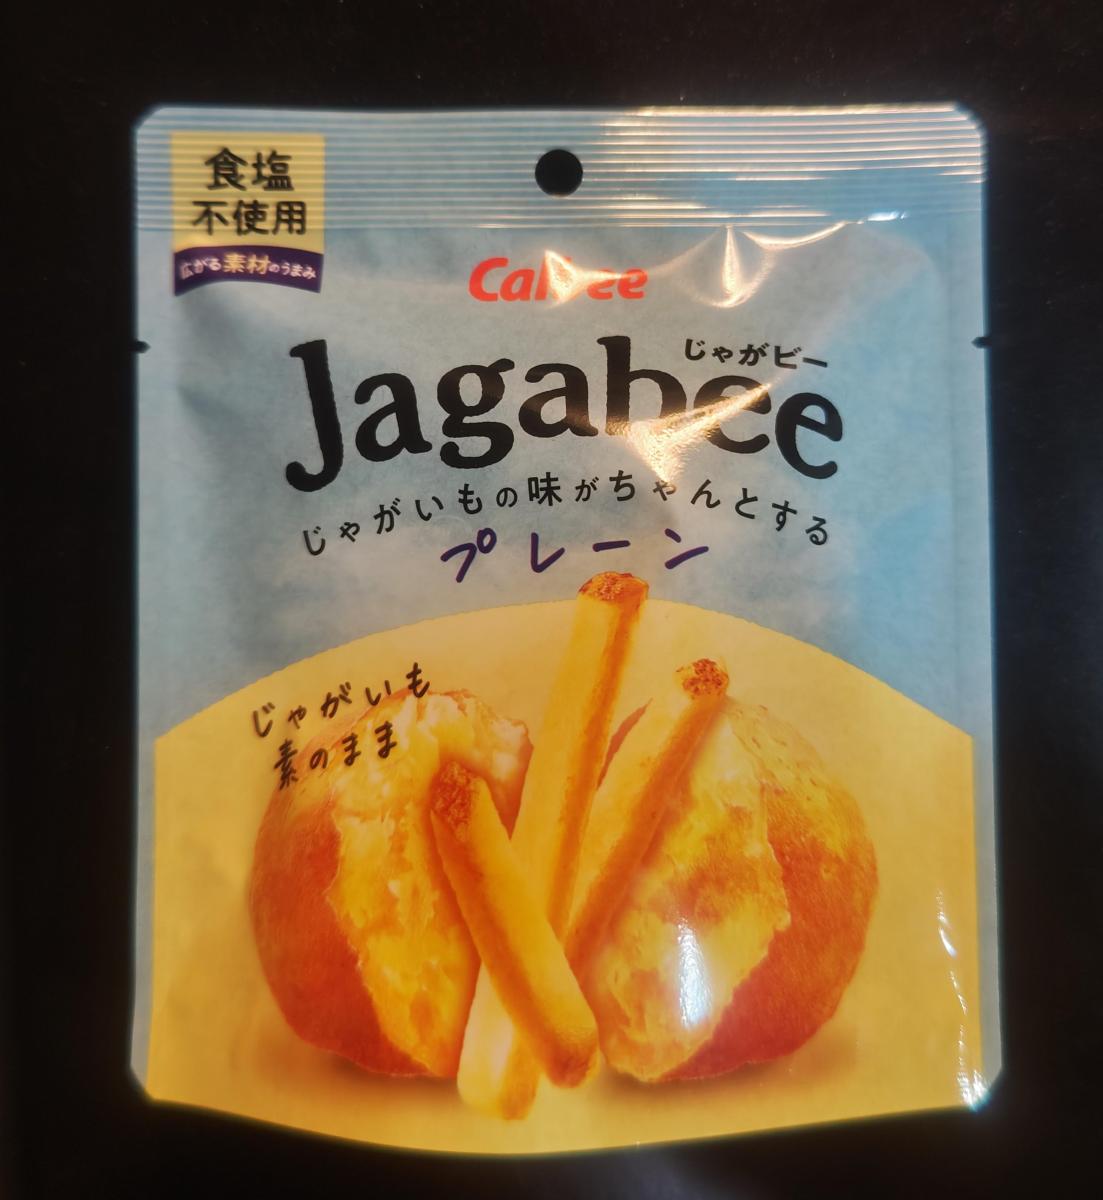 食塩
不使用
広がる素材のうまみ
Calbee
じゃがビー
Jagabee
じゃがいもの味がちゃんとする
プレーン
じゃがいも
素のまま